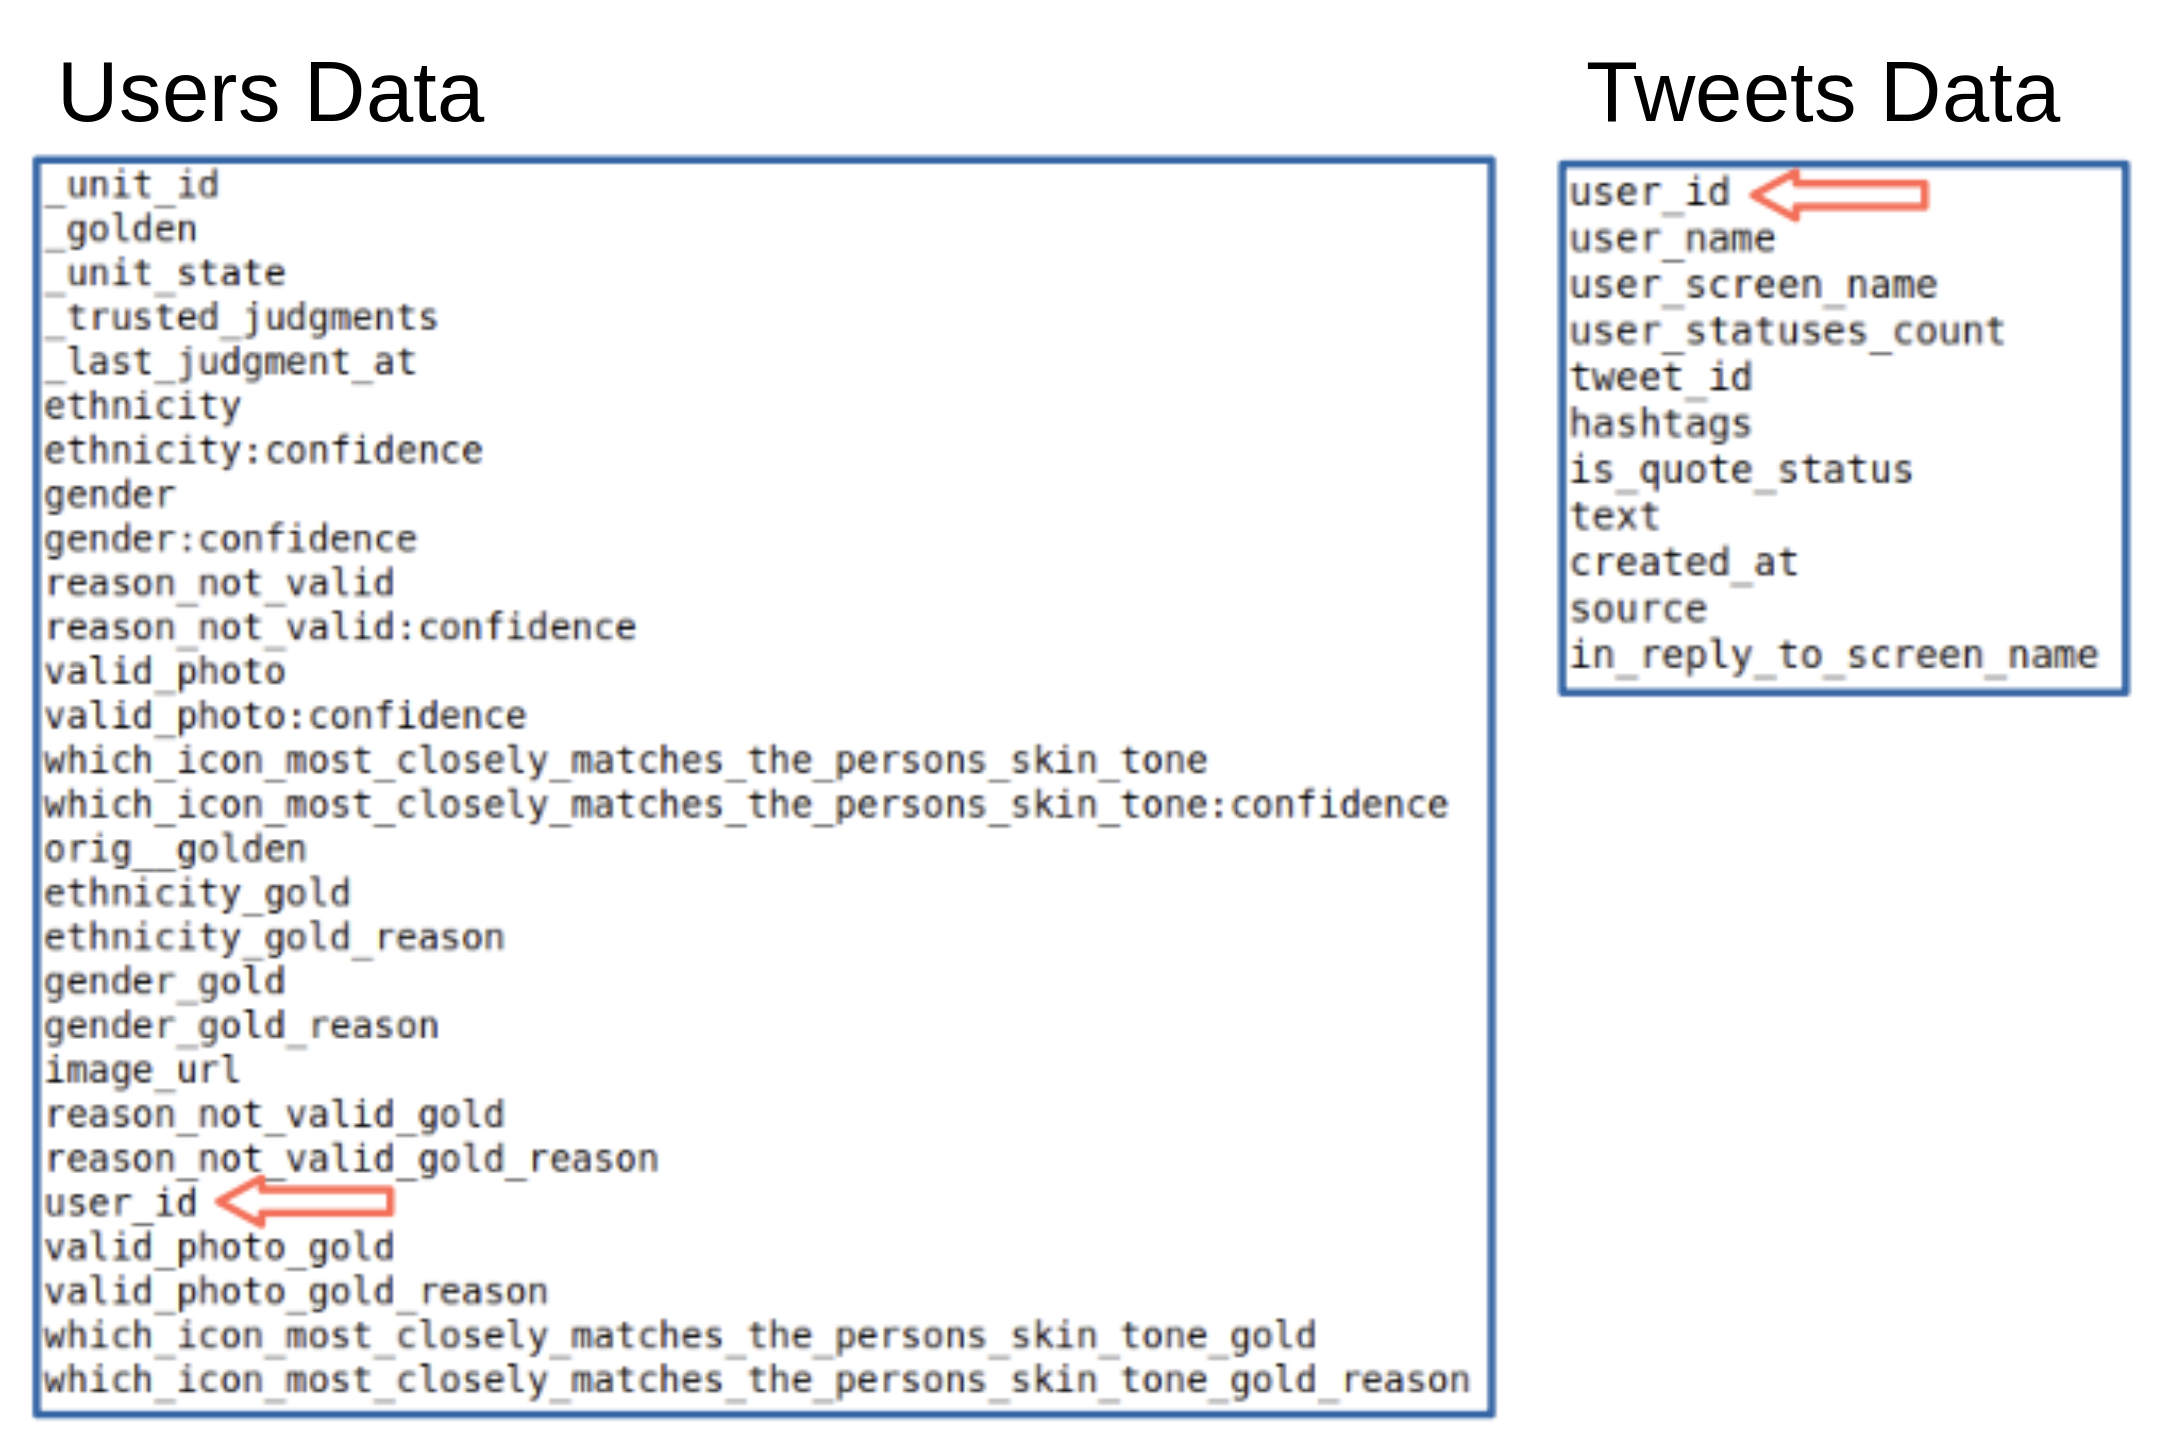 Users Data
_unit_id
_golden
_unit_state
_trusted_judgments
_last_judgment_at
ethnicity
ethnicity:confidence
gender
gender:confidence
reason_not_valid
reason_not_valid:confidence
valid_photo
valid_photo:confidence
which_icon_most_closely_matches_the_persons_skin_tone
which_icon_most_closely_matches_the_persons_skin_tone:confidence
orig__golden
ethnicity_gold
ethnicity_gold_reason
gender_gold
gender_gold_reason
image_url
reason_not_valid_gold
reason_not_valid_gold_reason
user_id
valid_photo_gold
valid_photo_gold_reason
which_icon_most_closely_matches_the_persons_skin_tone_gold
which_icon_most_closely_matches_the_persons_skin_tone_gold_reason
Tweets Data
user_id
user_name
user_screen_name
user_statuses_count
tweet_id
hashtags
is_quote_status
text
created_at
source
in_reply_to_screen_name